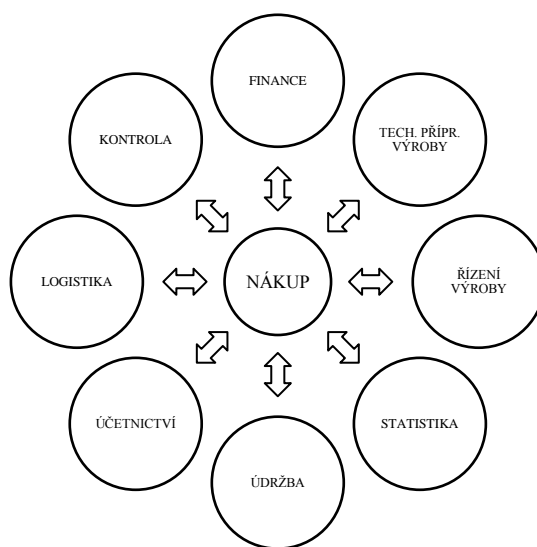 FINANCE
KONTROLA
TECH. PŘÍPR.
VÝROBY
LOGISTIKA
NÁKUP
ŘÍZENÍ
VÝROBY
ÚČETNICTVÍ
STATISTIKA
ÚDRŽBA